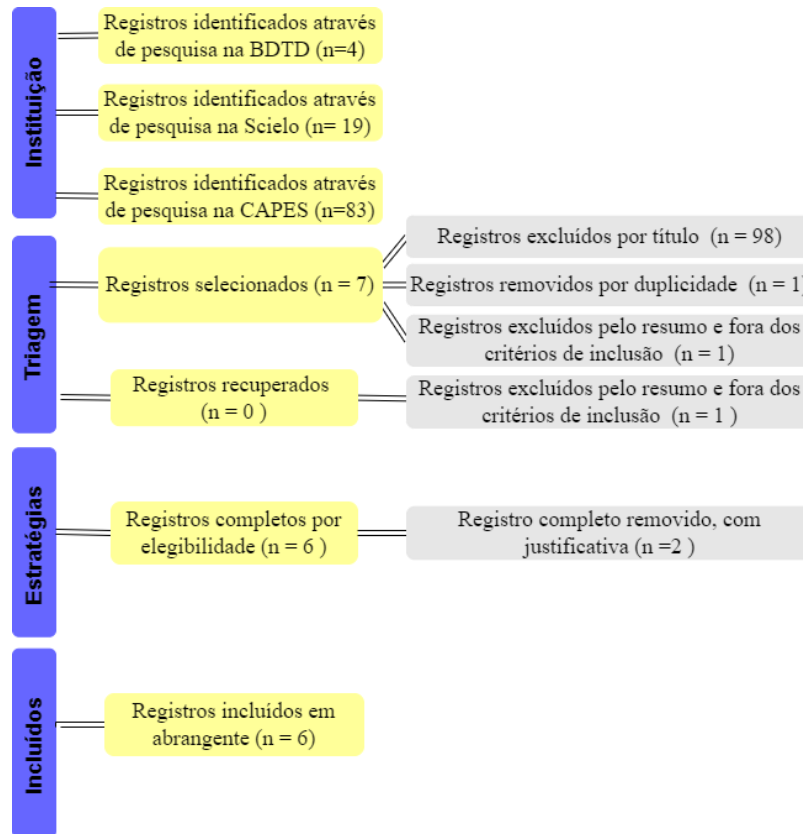 Instituição
Registros identificados através
de pesquisa na BDTD (n=4)
Registros identificados através
de pesquisa na Scielo (n= 19)
Registros identificados através
de pesquisa na CAPES (n=83)
Triagem
Registros selecionados (n = 7)
Registros excluídos por título (n = 98)
Registros removidos por duplicidade (n = 1)
Registros excluídos pelo resumo e fora dos
critérios de inclusão (n = 1)
Registros recuperados
(n = 0 )
Registros excluídos pelo resumo e fora dos
critérios de inclusão (n = 1 )
Estratégias
Registros completos por
elegibilidade (n = 6 )
Registro completo removido, com
justificativa (n =2 )
Incluídos
Registros incluídos em
abrangente (n = 6)